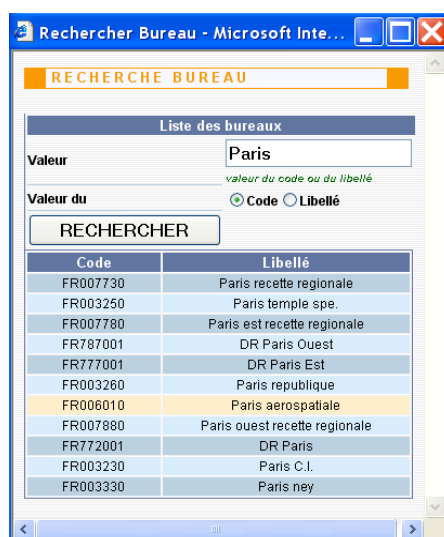 Rechercher Bureau - Microsoft Inte...
RECHERCHE BUREAU
Liste des bureaux
Valeur
Paris
valeur du code ou du libellé
Valeur du
Code Libellé
RECHERCHER
Code Libellé
FR007730 Paris recette regionale
FR003250 Paris temple spe.
FR007780 Paris est recette regionale
FR787001 DR Paris Ouest
FR777001 DR Paris Est
FR003260 Paris republique
FR006010 Paris aerospatiale
FR007880 Paris ouest recette regionale
FR772001 DR Paris
FR003230 Paris C.I.
FR003330 Paris ney